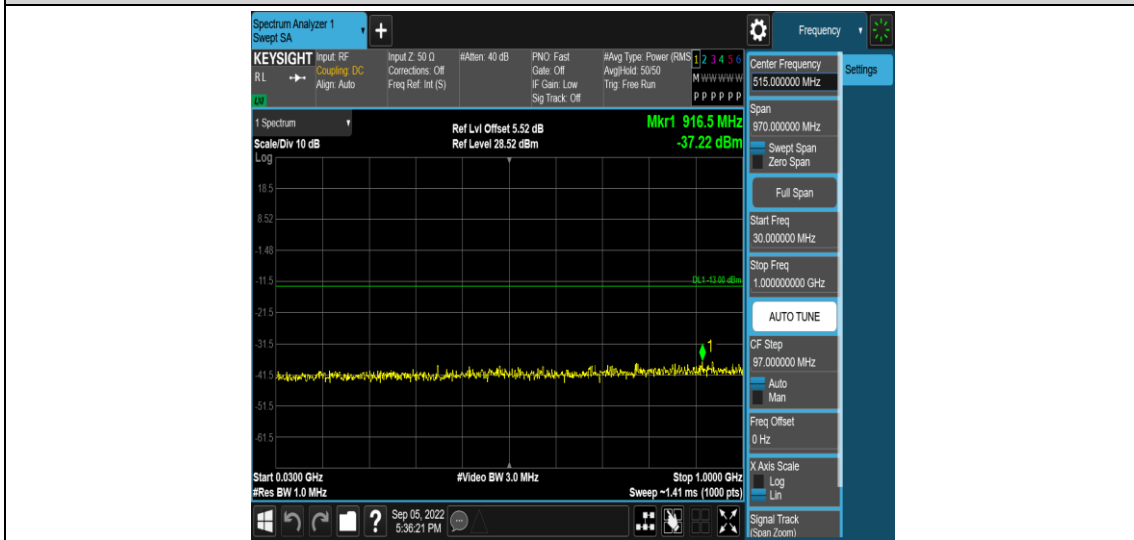 Spectrum Analyzer 1
Swept SA
+
Frequency
KEYSIGHT
RL
LXI
Input: RF
Coupling: DC
Align: Auto
Input Z: 50 Ω
Corrections: Off
Freq Ref: Int (S)
#Atten: 40 dB
PNO: Fast
Gate: Off
IF Gain: Low
Sig Track: Off
#Avg Type: Power (RMS
Avg|Hold: 50/50
Trig: Free Run
1 2 3 4 5 6
M W W W W W
P P P P P P
Center Frequency
515.000000 MHz
Settings
1 Spectrum
Scale/Div 10 dB
Ref Lvl Offset 5.52 dB
Ref Level 28.52 dBm
Mkr1 916.5 MHz
-37.22 dBm
Log
18.5
8.52
-1.48
-11.5
DL1 -13.00 dBm
-21.5
-31.5
1
-41.5
-51.5
-61.5
Start 0.0300 GHz
#Video BW 3.0 MHz
Stop 1.0000 GHz
#Res BW 1.0 MHz
Sweep ~1.41 ms (1000 pts)
Span
970.000000 MHz
Swept Span
Zero Span
Full Span
Start Freq
30.000000 MHz
Stop Freq
1.000000000 GHz
AUTO TUNE
CF Step
97.000000 MHz
Auto
Man
Freq Offset
0 Hz
X Axis Scale
Log
Lin
Signal Track
(Span Zoom)
?
Sep 05, 2022
5:36:21 PM